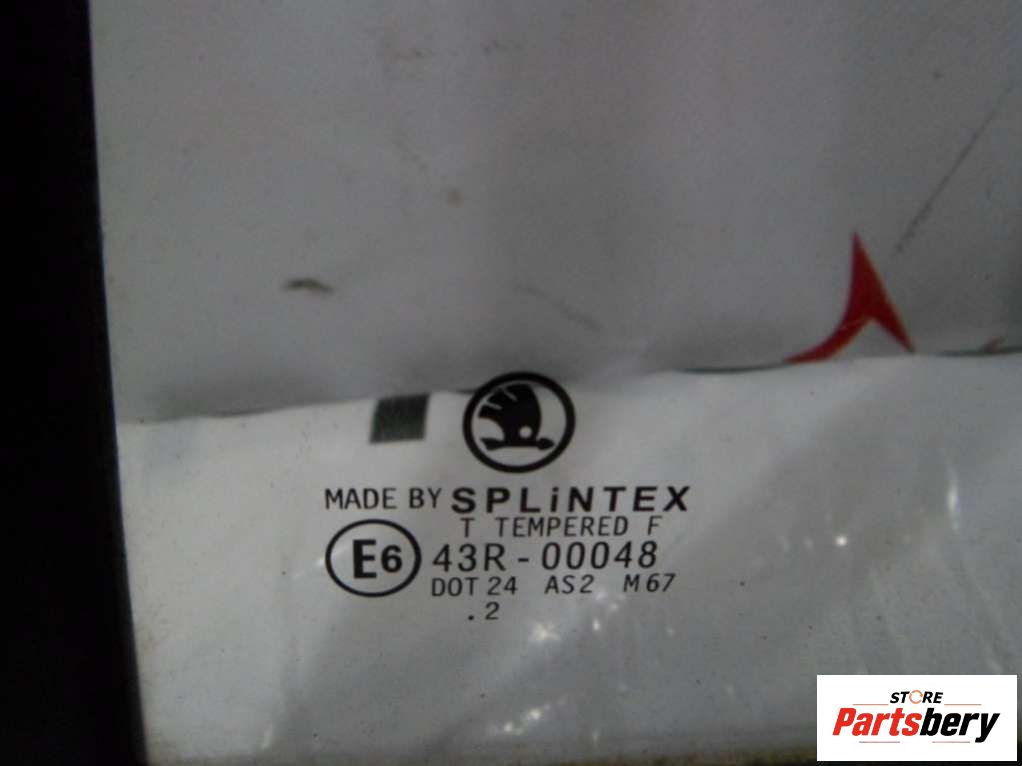 MADE BY SPLiNTEX
T TEMPERED F
E6 43R-00048
DOT 24 AS2 M67
.2
STORE
Partsbery